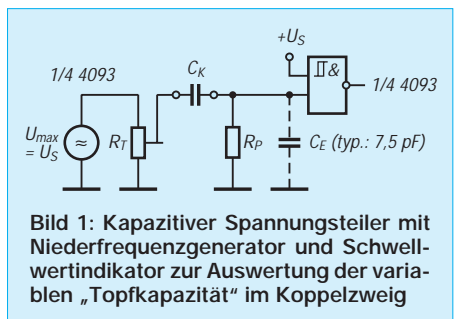 +U_S
&
1/4 4093
1/4 4093
C_K
U_max
= U_S
≈
R_T
R_P
C_E (typ.: 7,5 pF)
Bild 1: Kapazitiver Spannungsteiler mit
Niederfrequenzgenerator und Schwell-
wertindikator zur Auswertung der varia-
blen „Topfkapazität“ im Koppelzweig